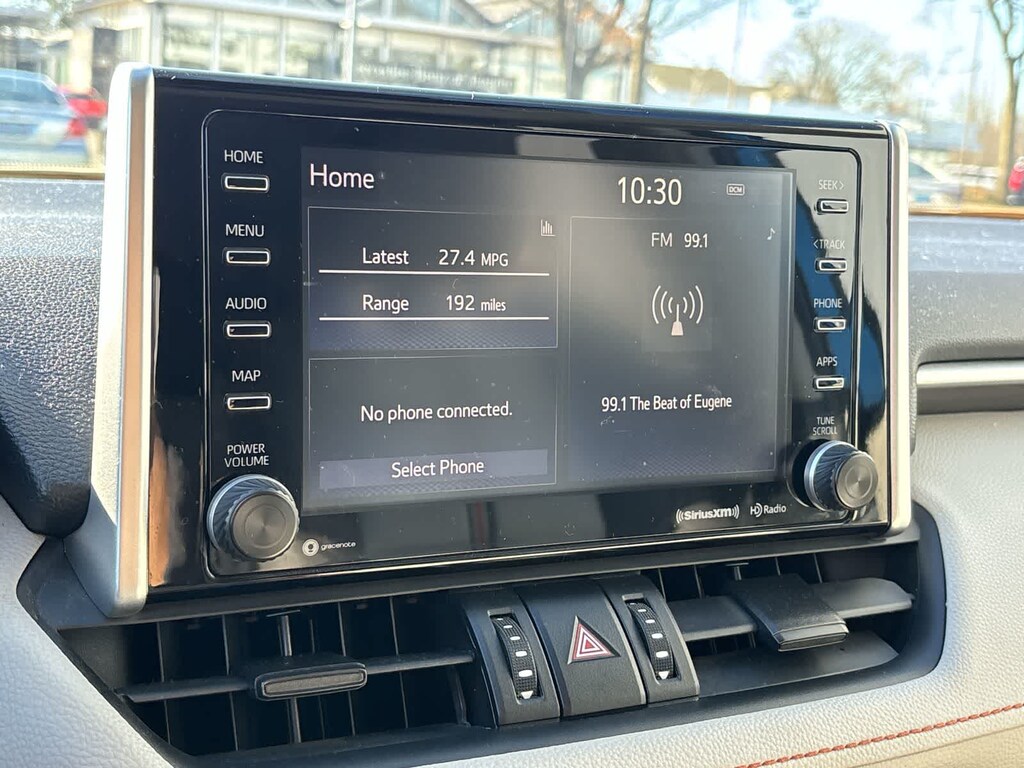 HOME
MENU
AUDIO
MAP
POWER
VOLUME
Home
10:30
DCM
Latest 27.4 MPG
Range 192 miles
No phone connected.
Select Phone
FM 99.1
99.1 The Beat of Eugene
SEEK>
<TRACK
PHONE
APPS
TUNE
SCROLL
gracenote
((SiriusXM))
HD Radio